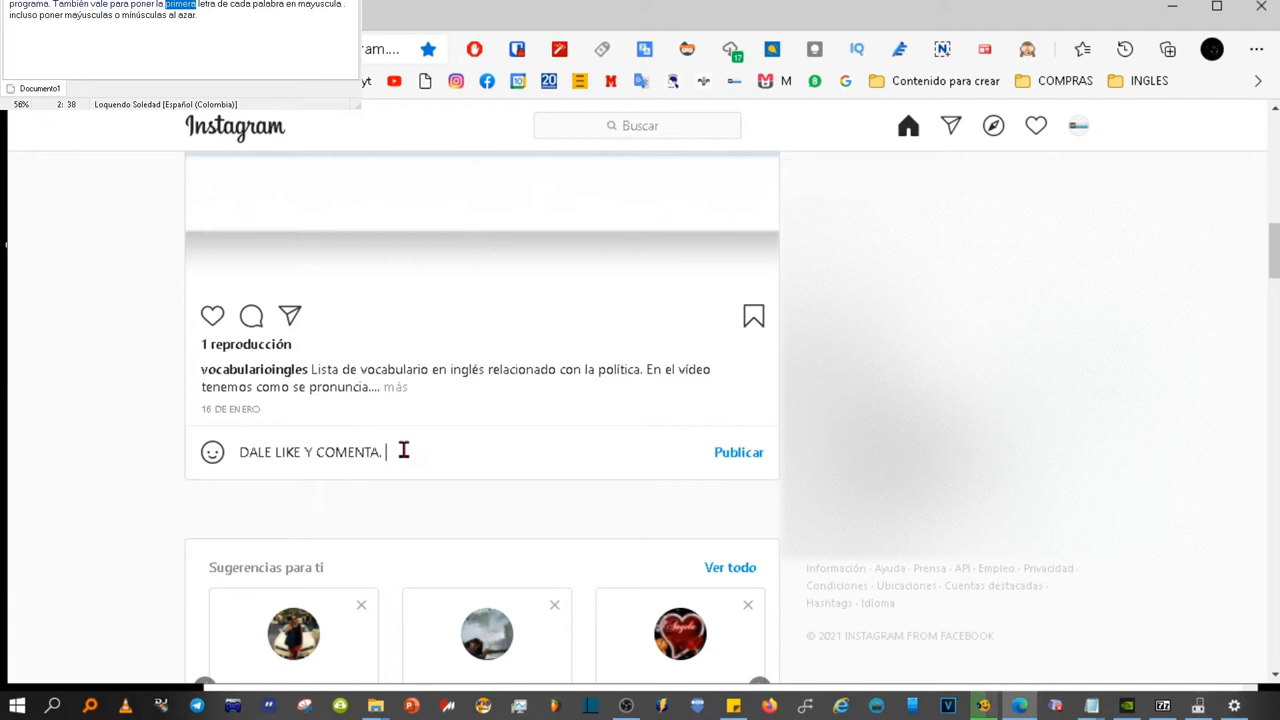 programa. También vale para poner la primera letra de cada palabra en mayuscula .
incluso poner mayúsculas o minúsculas al azar.
Documento1
56% 2: 38 Loquendo Soledad [Español (Colombia)]
ram....
17
yt
20
M
G
Contenido para crear
COMPRAS
INGLES
Instagram
Buscar
1 reproducción
vocabularioingles Lista de vocabulario en inglés relacionado con la política. En el vídeo
tenemos como se pronuncia.... más
16 DE ENERO
DALE LIKE Y COMENTA.
Publicar
Sugerencias para ti
Ver todo
Información · Ayuda · Prensa · API · Empleo · Privacidad ·
Condiciones · Ubicaciones · Cuentas destacadas ·
Hashtags · Idioma
© 2021 INSTAGRAM FROM FACEBOOK